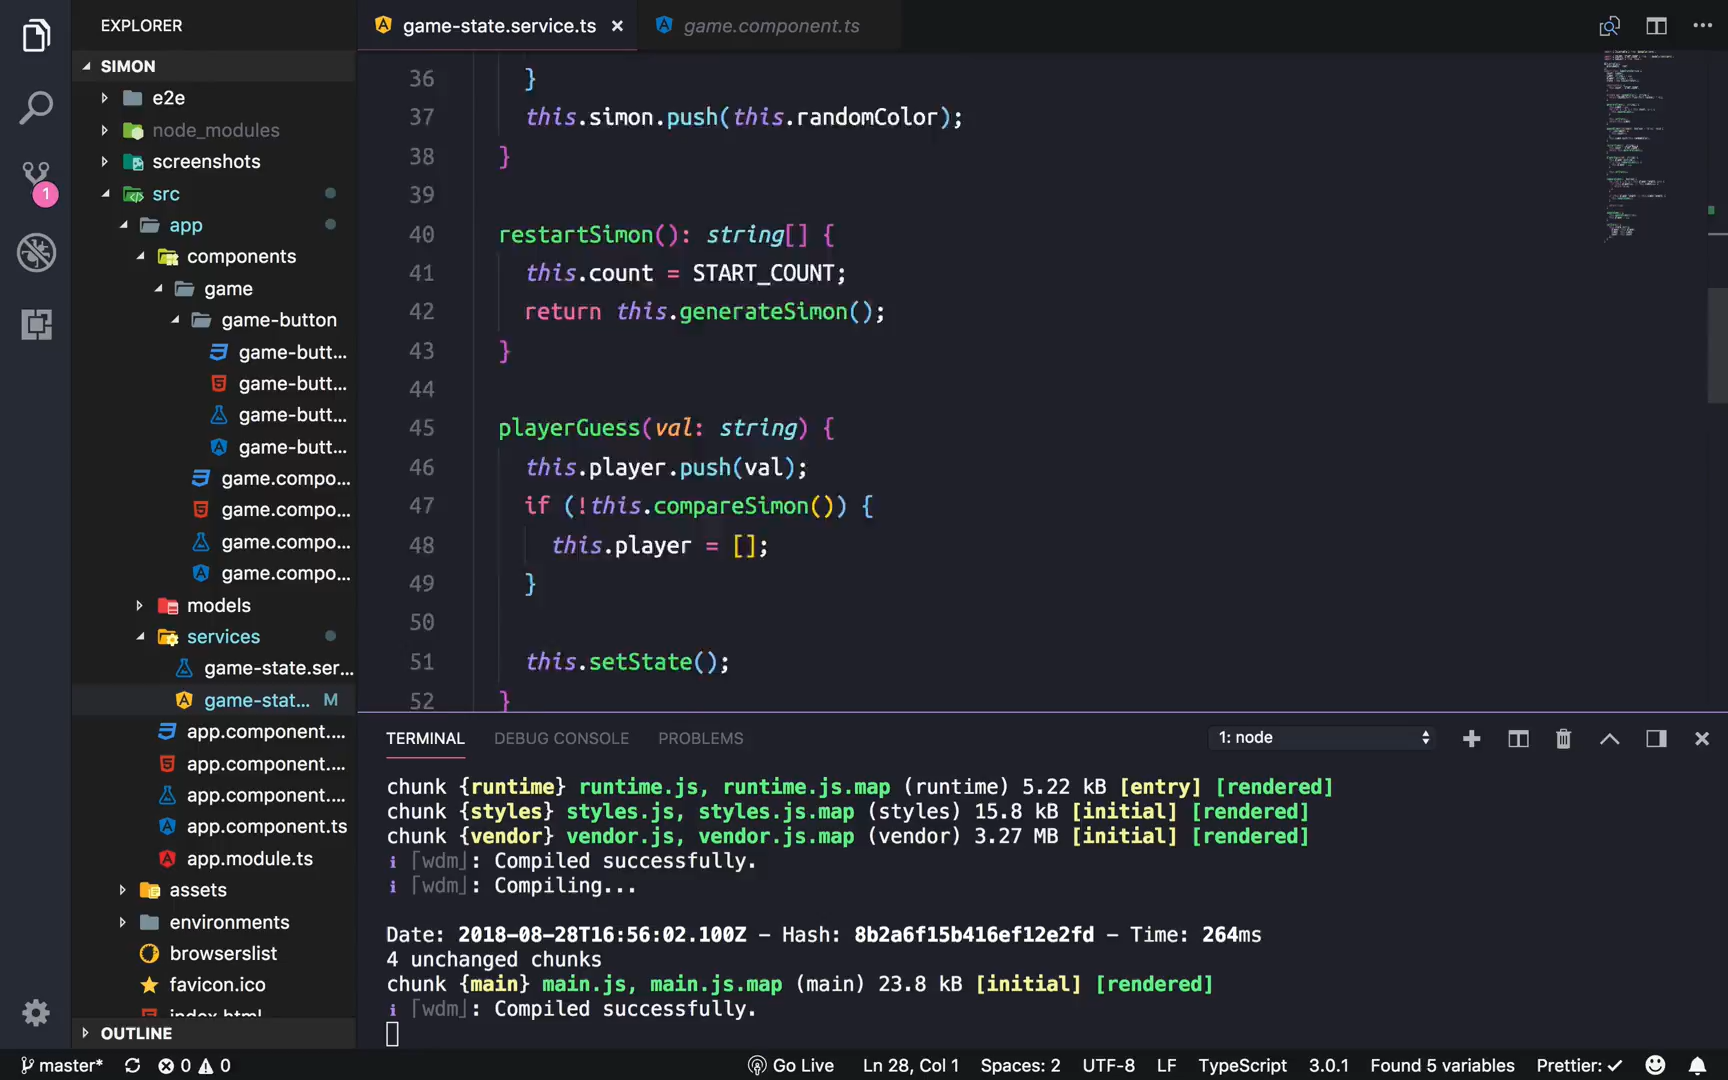 EXPLORER
game-state.service.ts
game.component.ts
SIMON
e2e
node_modules
screenshots
src
app
components
game
game-button
game-butt...
game-butt...
game-butt...
game-butt...
game.compo...
game.compo...
game.compo...
game.compo...
models
services
game-state.ser...
game-stat... M
app.component....
app.component....
app.component....
app.component.ts
app.module.ts
assets
environments
browserslist
favicon.ico
index.html
OUTLINE
1
36 }
37 this.simon.push(this.randomColor);
38 }
39
40 restartSimon(): string[] {
41 this.count = START_COUNT;
42 return this.generateSimon();
43 }
44
45 playerGuess(val: string) {
46 this.player.push(val);
47 if (!this.compareSimon()) {
48 this.player = [];
49 }
50
51 this.setState();
52 }
TERMINAL DEBUG CONSOLE PROBLEMS 1: node
chunk {runtime} runtime.js, runtime.js.map (runtime) 5.22 kB [entry] [rendered]
chunk {styles} styles.js, styles.js.map (styles) 15.8 kB [initial] [rendered]
chunk {vendor} vendor.js, vendor.js.map (vendor) 3.27 MB [initial] [rendered]
ℹ ｢wdm｣: Compiled successfully.
ℹ ｢wdm｣: Compiling...
Date: 2018-08-28T16:56:02.100Z - Hash: 8b2a6f15b416ef12e2fd - Time: 264ms
4 unchanged chunks
chunk {main} main.js, main.js.map (main) 23.8 kB [initial] [rendered]
ℹ ｢wdm｣: Compiled successfully.
master* 0 0 Go Live Ln 28, Col 1 Spaces: 2 UTF-8 LF TypeScript 3.0.1 Found 5 variables Prettier: ✓